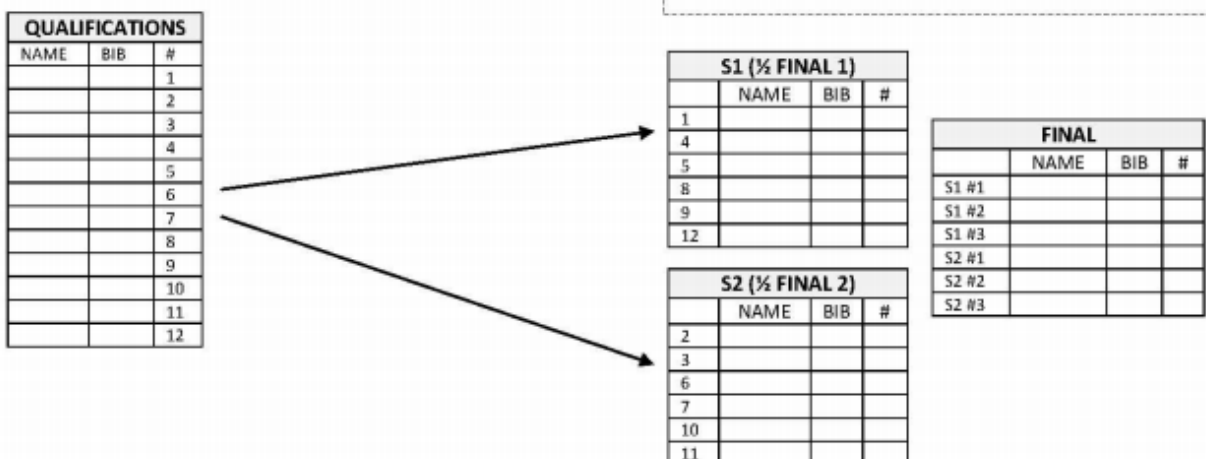 QUALIFICATIONS
NAME BIB #
1
2
3
4
5
6
7
8
9
10
11
12
S1 (½ FINAL 1)
NAME BIB #
1
4
5
8
9
12
S2 (½ FINAL 2)
NAME BIB #
2
3
6
7
10
11
FINAL
NAME BIB #
S1 #1
S1 #2
S1 #3
S2 #1
S2 #2
S2 #3